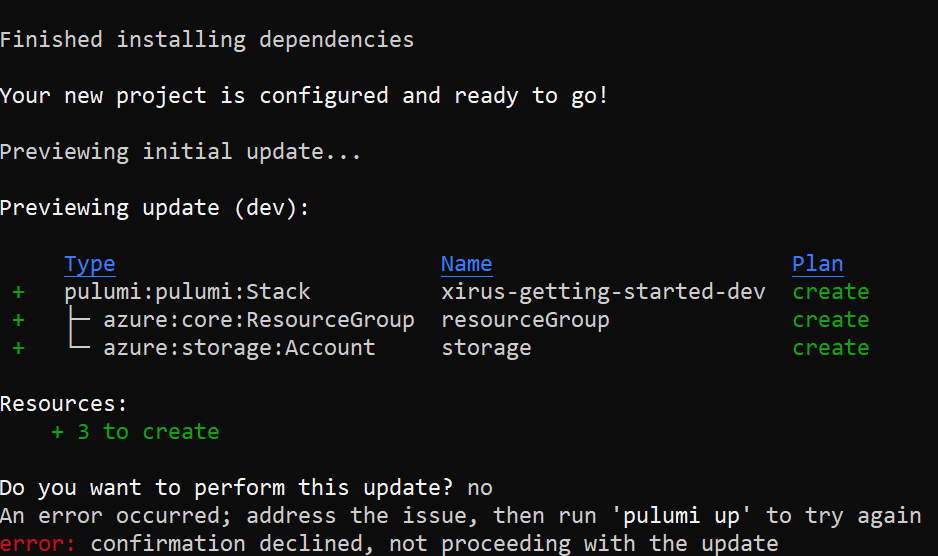 Finished installing dependencies
Your new project is configured and ready to go!
Previewing initial update...
Previewing update (dev):
Type Name Plan
+ pulumi:pulumi:Stack xirus-getting-started-dev create
+ ├─ azure:core:ResourceGroup resourceGroup create
+ └─ azure:storage:Account storage create
Resources:
+ 3 to create
Do you want to perform this update? no
An error occurred; address the issue, then run 'pulumi up' to try again
error: confirmation declined, not proceeding with the update